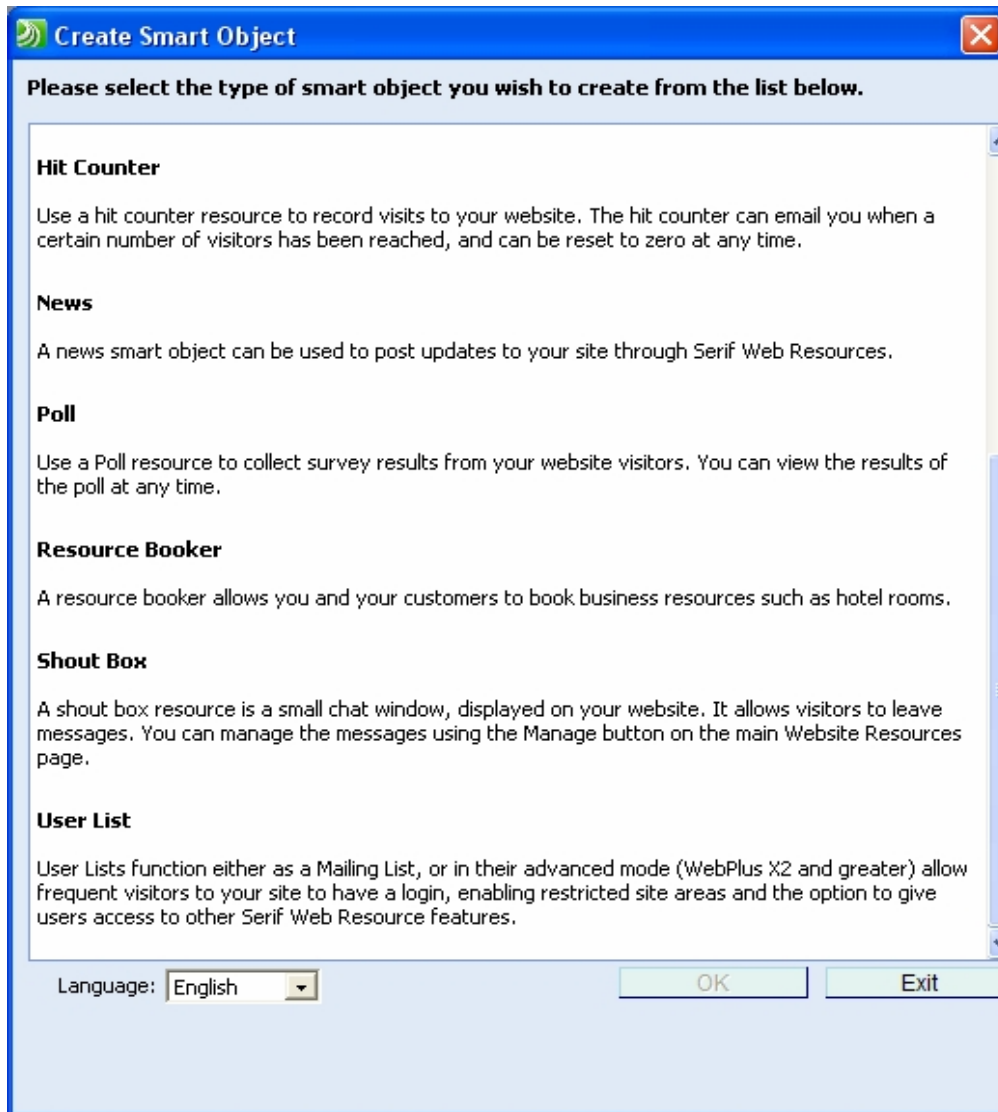 Create Smart Object
Please select the type of smart object you wish to create from the list below.
Hit Counter
Use a hit counter resource to record visits to your website. The hit counter can email you when a
certain number of visitors has been reached, and can be reset to zero at any time.
News
A news smart object can be used to post updates to your site through Serif Web Resources.
Poll
Use a Poll resource to collect survey results from your website visitors. You can view the results of
the poll at any time.
Resource Booker
A resource booker allows you and your customers to book business resources such as hotel rooms.
Shout Box
A shout box resource is a small chat window, displayed on your website. It allows visitors to leave
messages. You can manage the messages using the Manage button on the main Website Resources
page.
User List
User Lists function either as a Mailing List, or in their advanced mode (WebPlus X2 and greater) allow
frequent visitors to your site to have a login, enabling restricted site areas and the option to give
users access to other Serif Web Resource features.
Language: English OK Exit